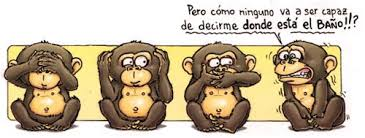 Pero cómo ninguno va a ser capaz
de decirme donde está el BAÑO!!?